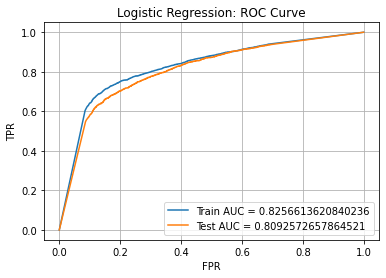 Logistic Regression: ROC Curve
1.0
0.8
0.6
0.4
0.2
0.0
TPR
Train AUC = 0.8256613620840236
Test AUC = 0.8092572657864521
0.0 0.2 0.4 0.6 0.8 1.0
FPR